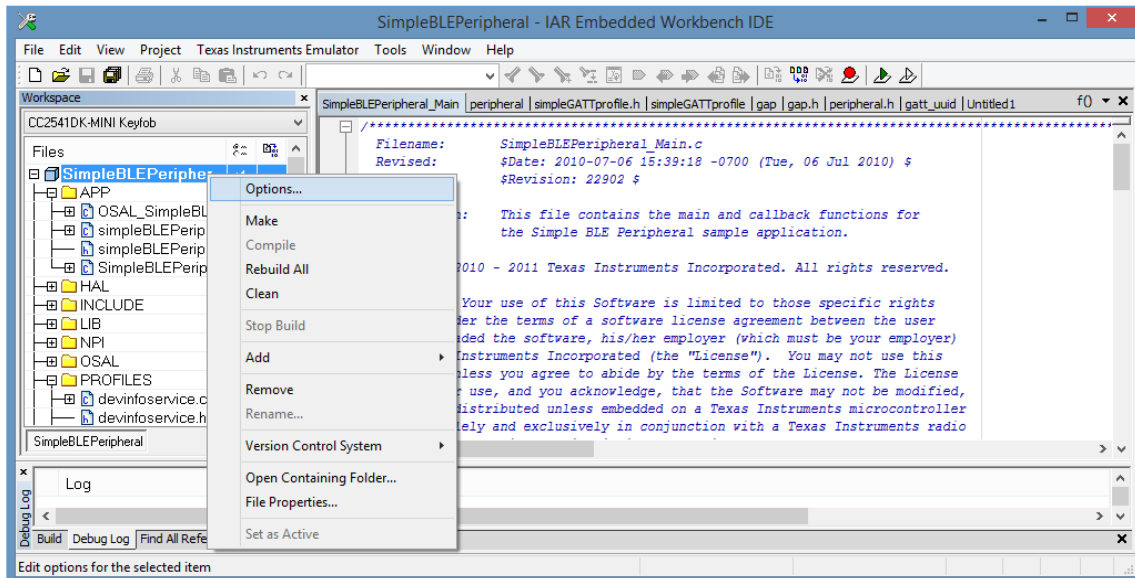 SimpleBLEPeripheral - IAR Embedded Workbench IDE
File Edit View Project Texas Instruments Emulator Tools Window Help
Workspace
SimpleBLEPeripheral_Main | peripheral | simpleGATTprofile.h | simpleGATTprofile | gap | gap.h | peripheral.h | gatt_uuid | Untitled1 f()
CC2541DK-MINI Keyfob
Files
SimpleBLEPeripher
APP
OSAL_SimpleBL
simpleBLEPerip
simpleBLEPerip
SimpleBLEPerip
HAL
INCLUDE
LIB
NPI
OSAL
PROFILES
devinfoservice.c
devinfoservice.h
SimpleBLEPeripheral
Options...
Make
Compile
Rebuild All
Clean
Stop Build
Add
Remove
Rename...
Version Control System
Open Containing Folder...
File Properties...
Set as Active
Filename: SimpleBLEPeripheral_Main.c
Revised: $Date: 2010-07-06 15:39:18 -0700 (Tue, 06 Jul 2010) $
$Revision: 22902 $
: This file contains the main and callback functions for
the Simple BLE Peripheral sample application.
2010 - 2011 Texas Instruments Incorporated. All rights reserved.
Your use of this Software is limited to those specific rights
der the terms of a software license agreement between the user
aded the software, his/her employer (which must be your employer)
Instruments Incorporated (the "License"). You may not use this
nless you agree to abide by the terms of the License. The License
r use, and you acknowledge, that the Software may not be modified,
distributed unless embedded on a Texas Instruments microcontroller
lely and exclusively in conjunction with a Texas Instruments radio
Log
Debug Log
Build Debug Log Find All Refe
Edit options for the selected item